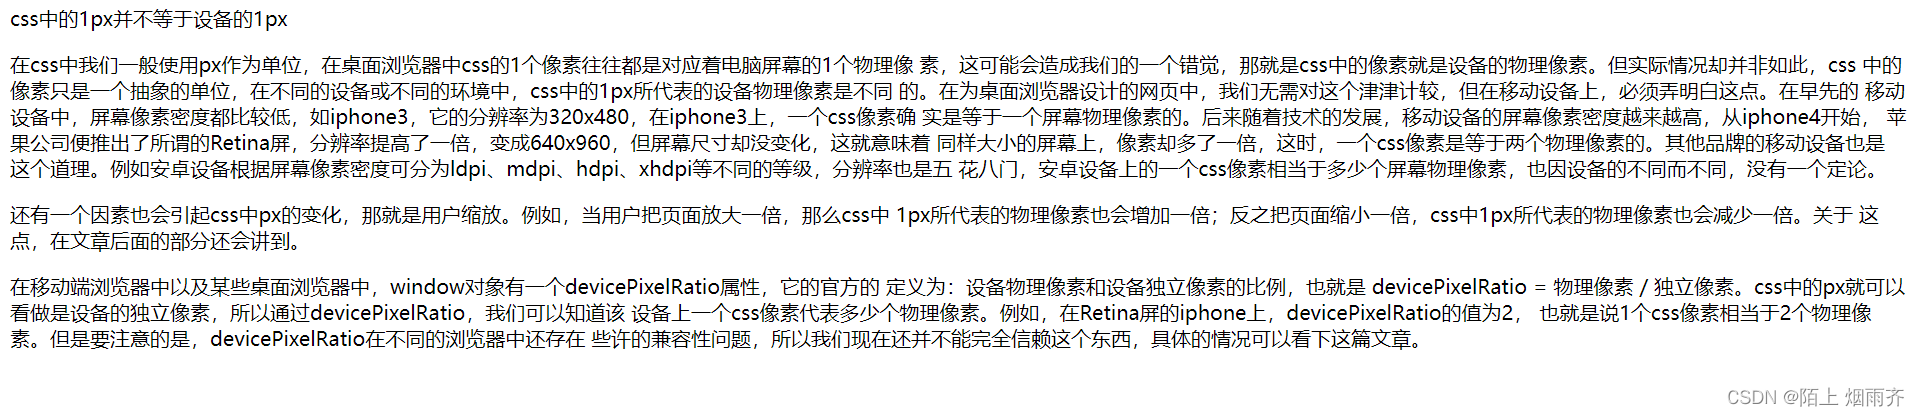 css中的1px并不等于设备的1px
在css中我们一般使用px作为单位，在桌面浏览器中css的1个像素往往都是对应着电脑屏幕的1个物理像 素，这可能会造成我们的一个错觉，那就是css中的像素就是设备的物理像素。但实际情况却并非如此，css 中的
像素只是一个抽象的单位，在不同的设备或不同的环境中，css中的1px所代表的设备物理像素是不同 的。在为桌面浏览器设计的网页中，我们无需对这个津津计较，但在移动设备上，必须弄明白这点。在早先的 移动
设备中，屏幕像素密度都比较低，如iphone3，它的分辨率为320x480，在iphone3上，一个css像素确 实是等于一个屏幕物理像素的。后来随着技术的发展，移动设备的屏幕像素密度越来越高，从iphone4开始， 苹
果公司便推出了所谓的Retina屏，分辨率提高了一倍，变成640x960，但屏幕尺寸却没变化，这就意味着 同样大小的屏幕上，像素却多了一倍，这时，一个css像素是等于两个物理像素的。其他品牌的移动设备也是
这个道理。例如安卓设备根据屏幕像素密度可分为ldpi、mdpi、hdpi、xhdpi等不同的等级，分辨率也是五 花八门，安卓设备上的一个css像素相当于多少个屏幕物理像素，也因设备的不同而不同，没有一个定论。
还有一个因素也会引起css中px的变化，那就是用户缩放。例如，当用户把页面放大一倍，那么css中 1px所代表的物理像素也会增加一倍；反之把页面缩小一倍，css中1px所代表的物理像素也会减少一倍。关于 这
点，在文章后面的部分还会讲到。
在移动端浏览器中以及某些桌面浏览器中，window对象有一个devicePixelRatio属性，它的官方的 定义为：设备物理像素和设备独立像素的比例，也就是 devicePixelRatio = 物理像素 / 独立像素。css中的px就可以
看做是设备的独立像素，所以通过devicePixelRatio，我们可以知道该 设备上一个css像素代表多少个物理像素。例如，在Retina屏的iphone上，devicePixelRatio的值为2， 也就是说1个css像素相当于2个物理像
素。但是要注意的是，devicePixelRatio在不同的浏览器中还存在 些许的兼容性问题，所以我们现在还并不能完全信赖这个东西，具体的情况可以看下这篇文章。
CSDN @陌上 烟雨齐